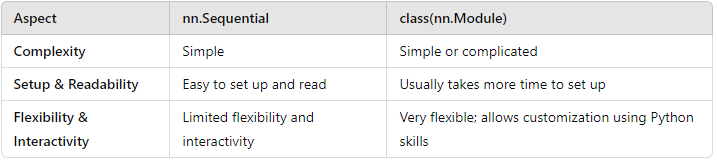 Aspect nn.Sequential class(nn.Module)
Complexity Simple Simple or complicated
Setup & Readability Easy to set up and read Usually takes more time to set up
Flexibility & Limited flexibility and Very flexible; allows customization using Python
Interactivity interactivity skills